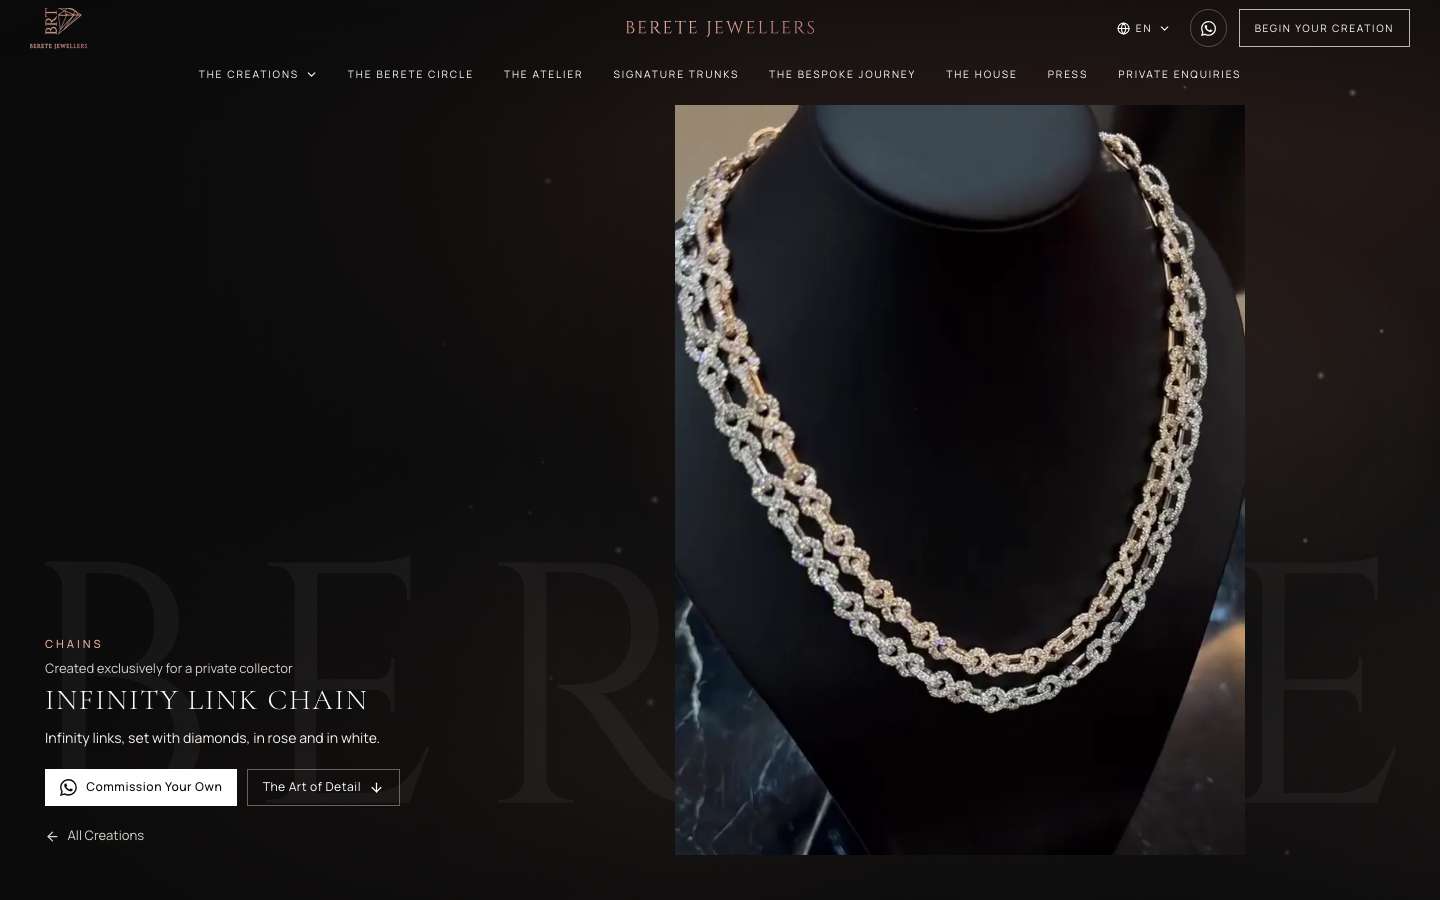 BRT
BERETE JEWELLERS
BERETE JEWELLERS
EN
BEGIN YOUR CREATION
THE CREATIONS
THE BERETE CIRCLE
THE ATELIER
SIGNATURE TRUNKS
THE BESPOKE JOURNEY
THE HOUSE
PRESS
PRIVATE ENQUIRIES
BER E
CHAINS
Created exclusively for a private collector
INFINITY LINK CHAIN
Infinity links, set with diamonds, in rose and in white.
Commission Your Own
The Art of Detail
All Creations